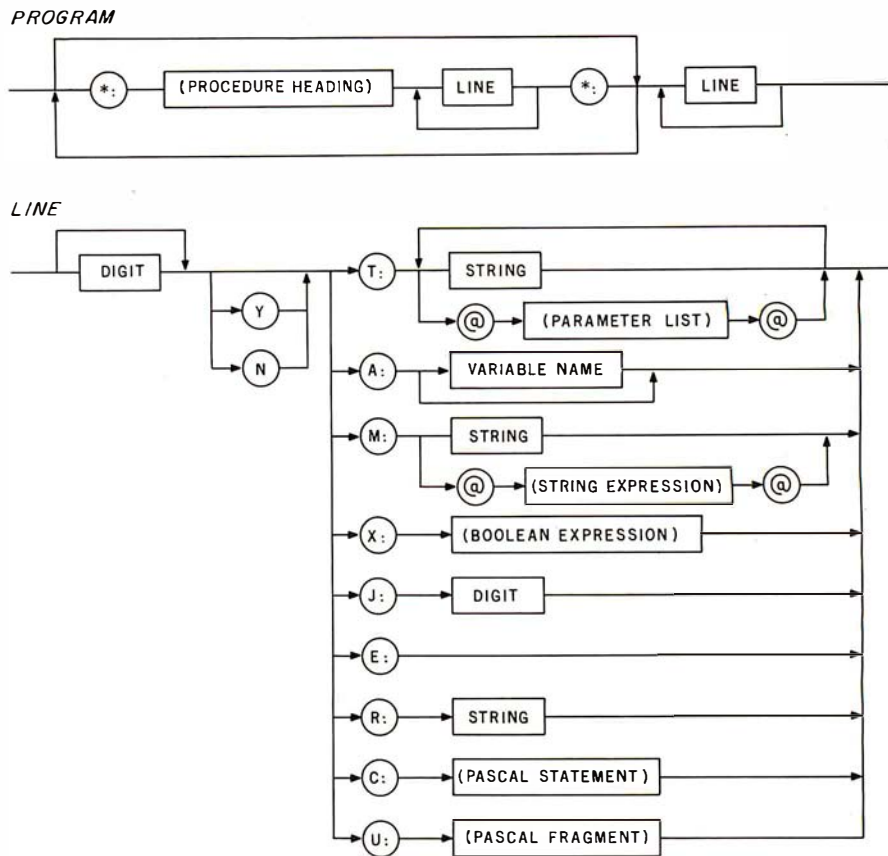 PROGRAM
*: (PROCEDURE HEADING) LINE *: LINE
LINE
DIGIT
Y
N
T: STRING
@ (PARAMETER LIST) @
A: VARIABLE NAME
M: STRING
@ (STRING EXPRESSION) @
X: (BOOLEAN EXPRESSION)
J: DIGIT
E:
R: STRING
C: (PASCAL STATEMENT)
U: (PASCAL FRAGMENT)